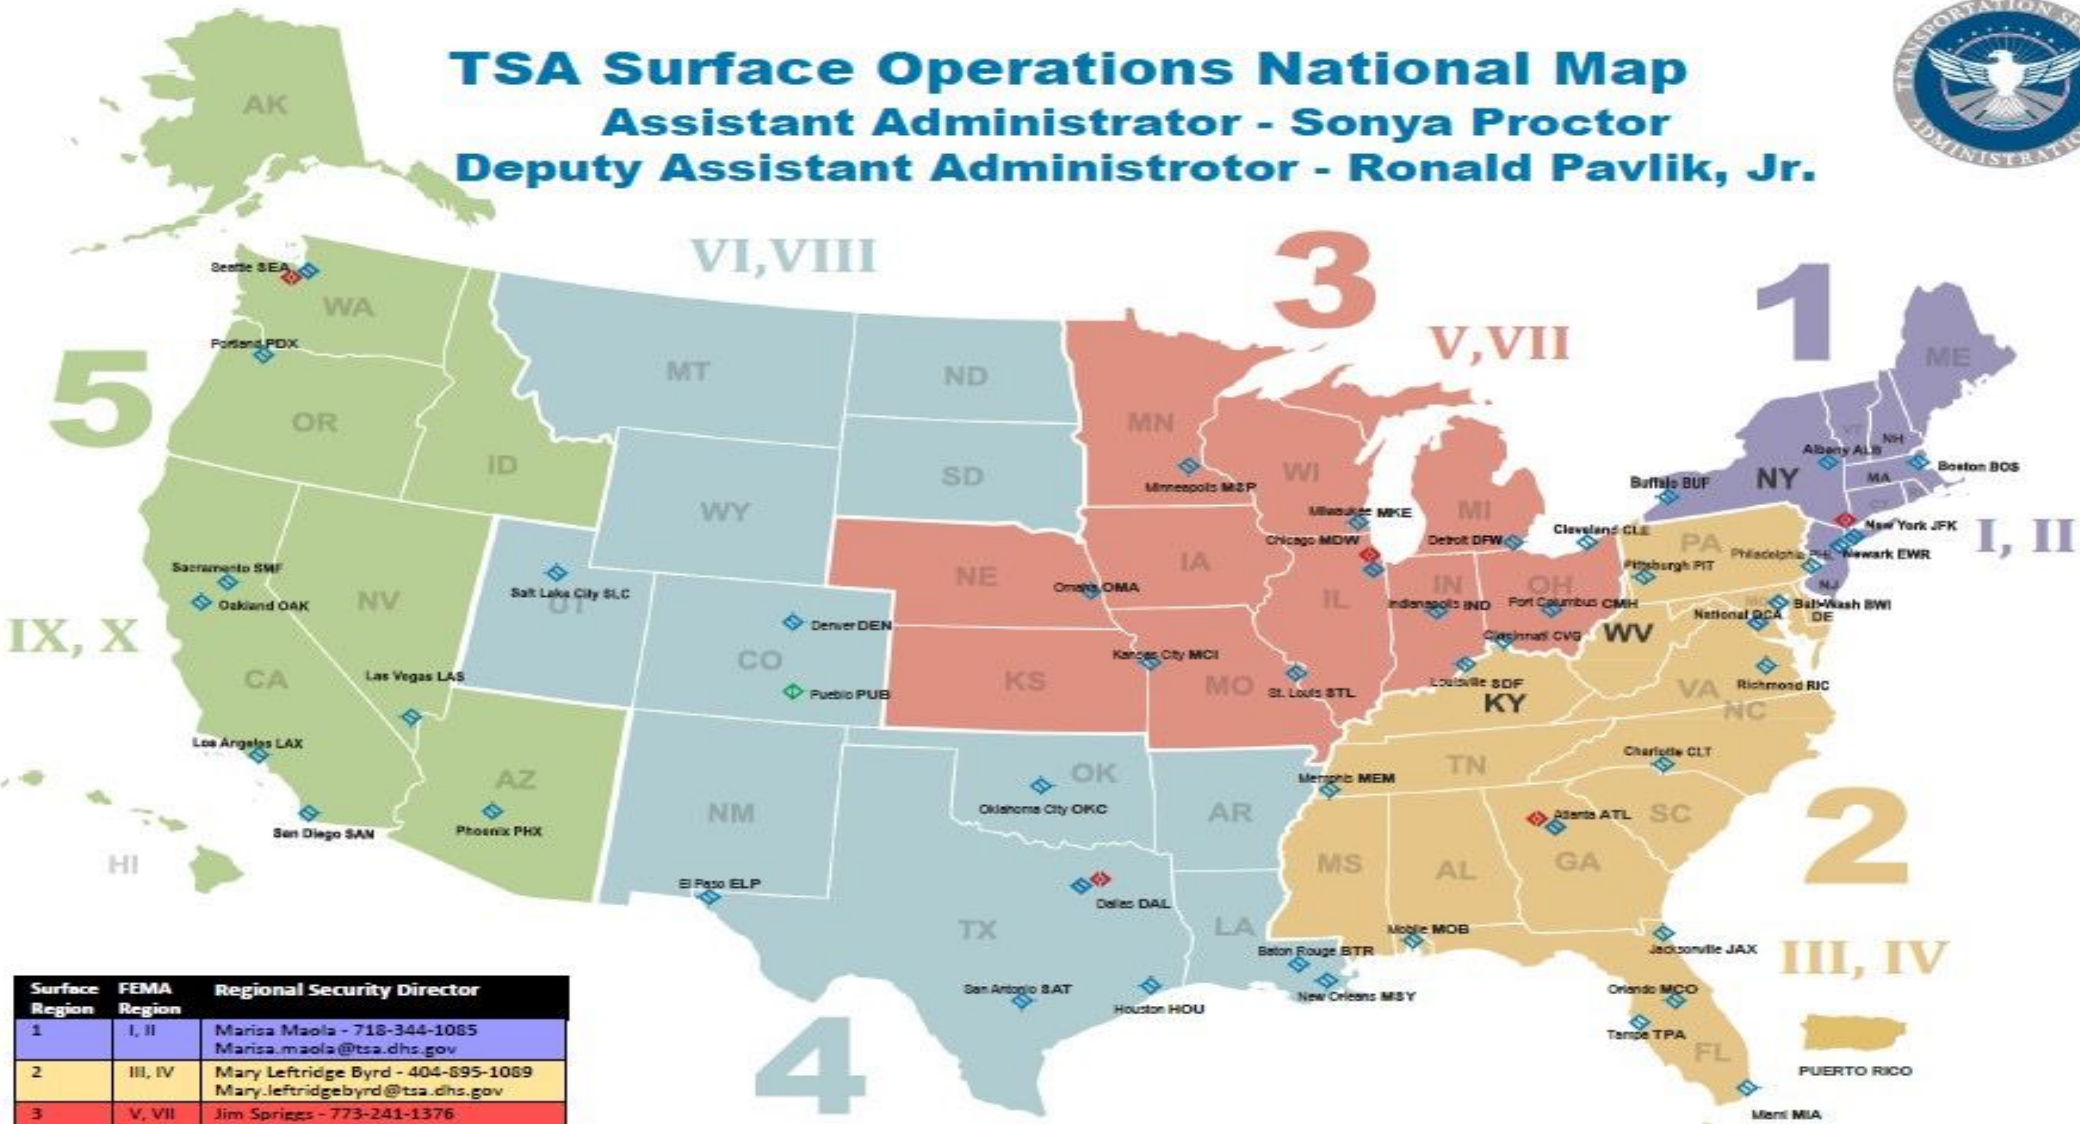 TSA Surface Operations National Map
Assistant Administrator - Sonya Proctor
Deputy Assistant Administrotor - Ronald Pavlik, Jr.
TRANSPORTATION SE
ADMINISTRATIO
AK
VI,VIII
3
V,VII
1
I, II
5
IX, X
2
III, IV
4
Seattle SEA
WA
Portland PDX
OR
ID
MT
ND
SD
WY
MN
Minneapolis MSP
WI
Milwaukee MKE
Chicago MDW
MI
Detroit DFW
Cleveland CLE
ME
VT
NH
Albany ALB
Boston BOS
Buffalo BUF
NY
MA
CT
RI
New York JFK
Newark EWR
PA
Philadelphia PHL
Pittsburgh PIT
NJ
Sacramento SMF
Oakland OAK
NV
CA
Las Vegas LAS
Los Angeles LAX
San Diego SAN
HI
AZ
Phoenix PHX
Salt Lake City SLC
UT
Denver DEN
CO
Pueblo PUB
NE
Omaha OMA
IA
IL
IN
Indianapolis IND
OH
Port Columbus CMH
Cincinnati CVG
WV
National DCA
MD
Balt-Wash BWI
DE
KS
Kansas City MCI
MO
St. Louis STL
Louisville SDF
KY
VA
Richmond RIC
NC
Charlotte CLT
TN
Memphis MEM
NM
El Paso ELP
OK
Oklahoma City OKC
AR
TX
Dallas DAL
LA
San Antonio SAT
Houston HOU
Baton Rouge BTR
New Orleans MSY
MS
AL
GA
Atlanta ATL
SC
Mobile MOB
Jacksonville JAX
Orlando MCO
Tampa TPA
FL
Miami MIA
PUERTO RICO
Surface Region FEMA Region Regional Security Director
1 I, II Marisa Maola - 718-344-1085
Marisa.maola@tsa.dhs.gov
2 III, IV Mary Leftridge Byrd - 404-895-1089
Mary.leftridgebyrd@tsa.dhs.gov
3 V, VII Jim Spriggs - 773-241-1376